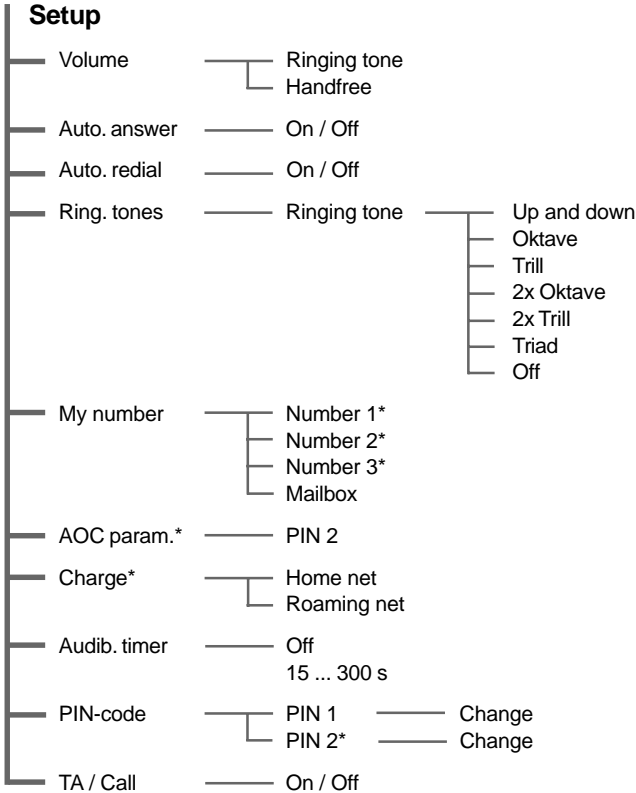 Setup
Volume Ringing tone
Handfree
Auto. answer On / Off
Auto. redial On / Off
Ring. tones Ringing tone Up and down
Oktave
Trill
2x Oktave
2x Trill
Triad
Off
My number Number 1*
Number 2*
Number 3*
Mailbox
AOC param.* PIN 2
Charge* Home net
Roaming net
Audib. timer Off
15 ... 300 s
PIN-code PIN 1 Change
PIN 2* Change
TA / Call On / Off